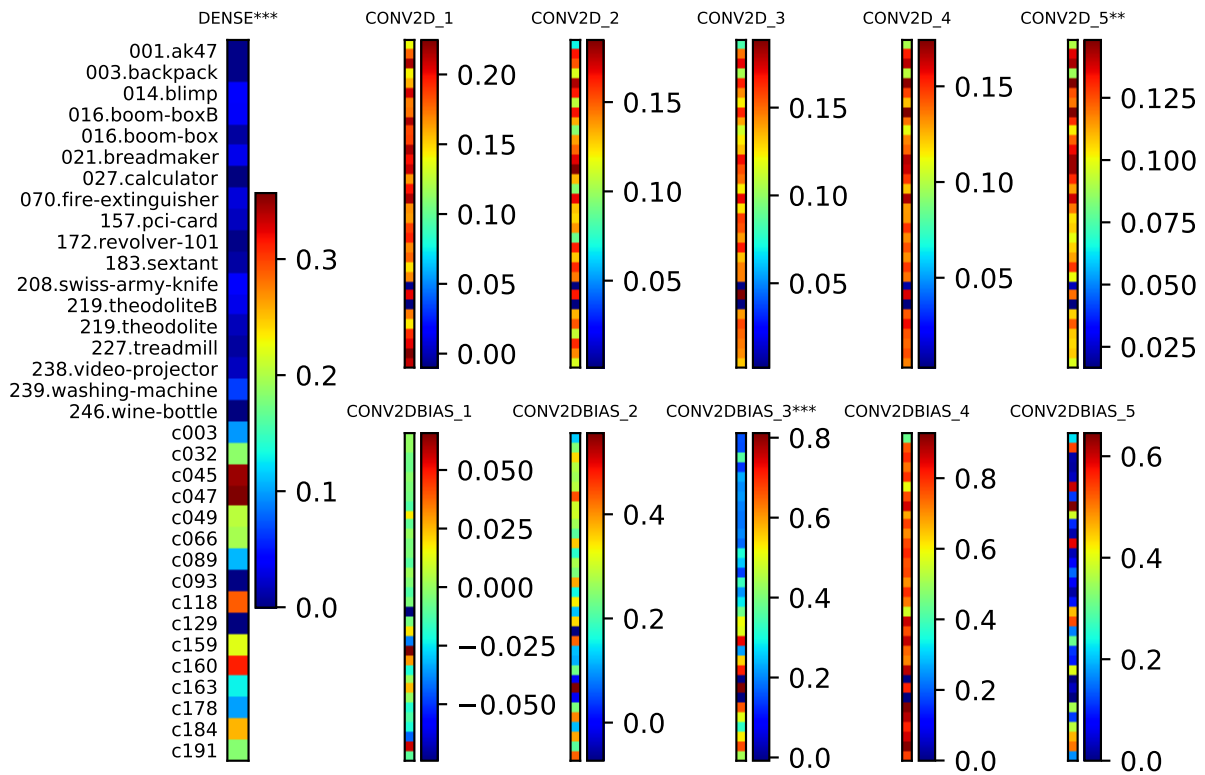 DENSE***
001.ak47
003.backpack
014.blimp
016.boom-boxB
016.boom-box
021.breadmaker
027.calculator
070.fire-extinguisher
157.pci-card
172.revolver-101
183.sextant
208.swiss-army-knife
219.theodoliteB
219.theodolite
227.treadmill
238.video-projector
239.washing-machine
246.wine-bottle
c003
c032
c045
c047
c049
c066
c089
c093
c118
c129
c159
c160
c163
c178
c184
c191
0.3
0.2
0.1
0.0
CONV2D_1
0.20
0.15
0.10
0.05
0.00
CONV2D_2
0.15
0.10
0.05
CONV2D_3
0.15
0.10
0.05
CONV2D_4
0.15
0.10
0.05
CONV2D_5**
0.125
0.100
0.075
0.050
0.025
CONV2DBIAS_1
0.050
0.025
0.000
−0.025
−0.050
CONV2DBIAS_2
0.4
0.2
0.0
CONV2DBIAS_3***
0.8
0.6
0.4
0.2
0.0
CONV2DBIAS_4
0.8
0.6
0.4
0.2
0.0
CONV2DBIAS_5
0.6
0.4
0.2
0.0